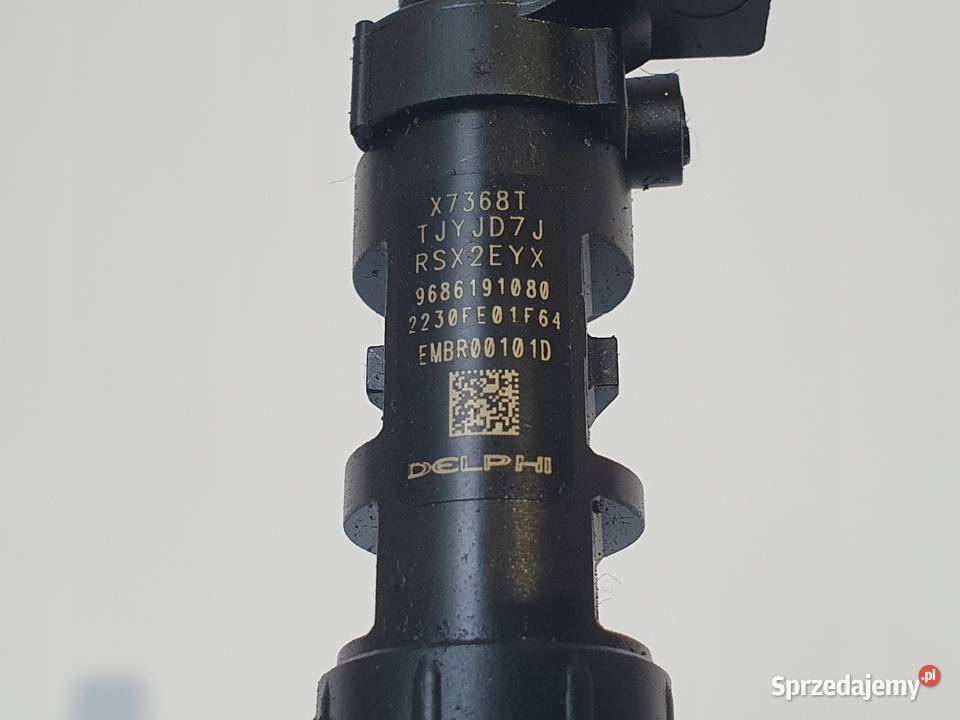 X7368T
TJYJD7J
RSX2EYX
9686191080
2230FE01F64
EMBR00101D
DELPHI
Sprzedajemy.pl